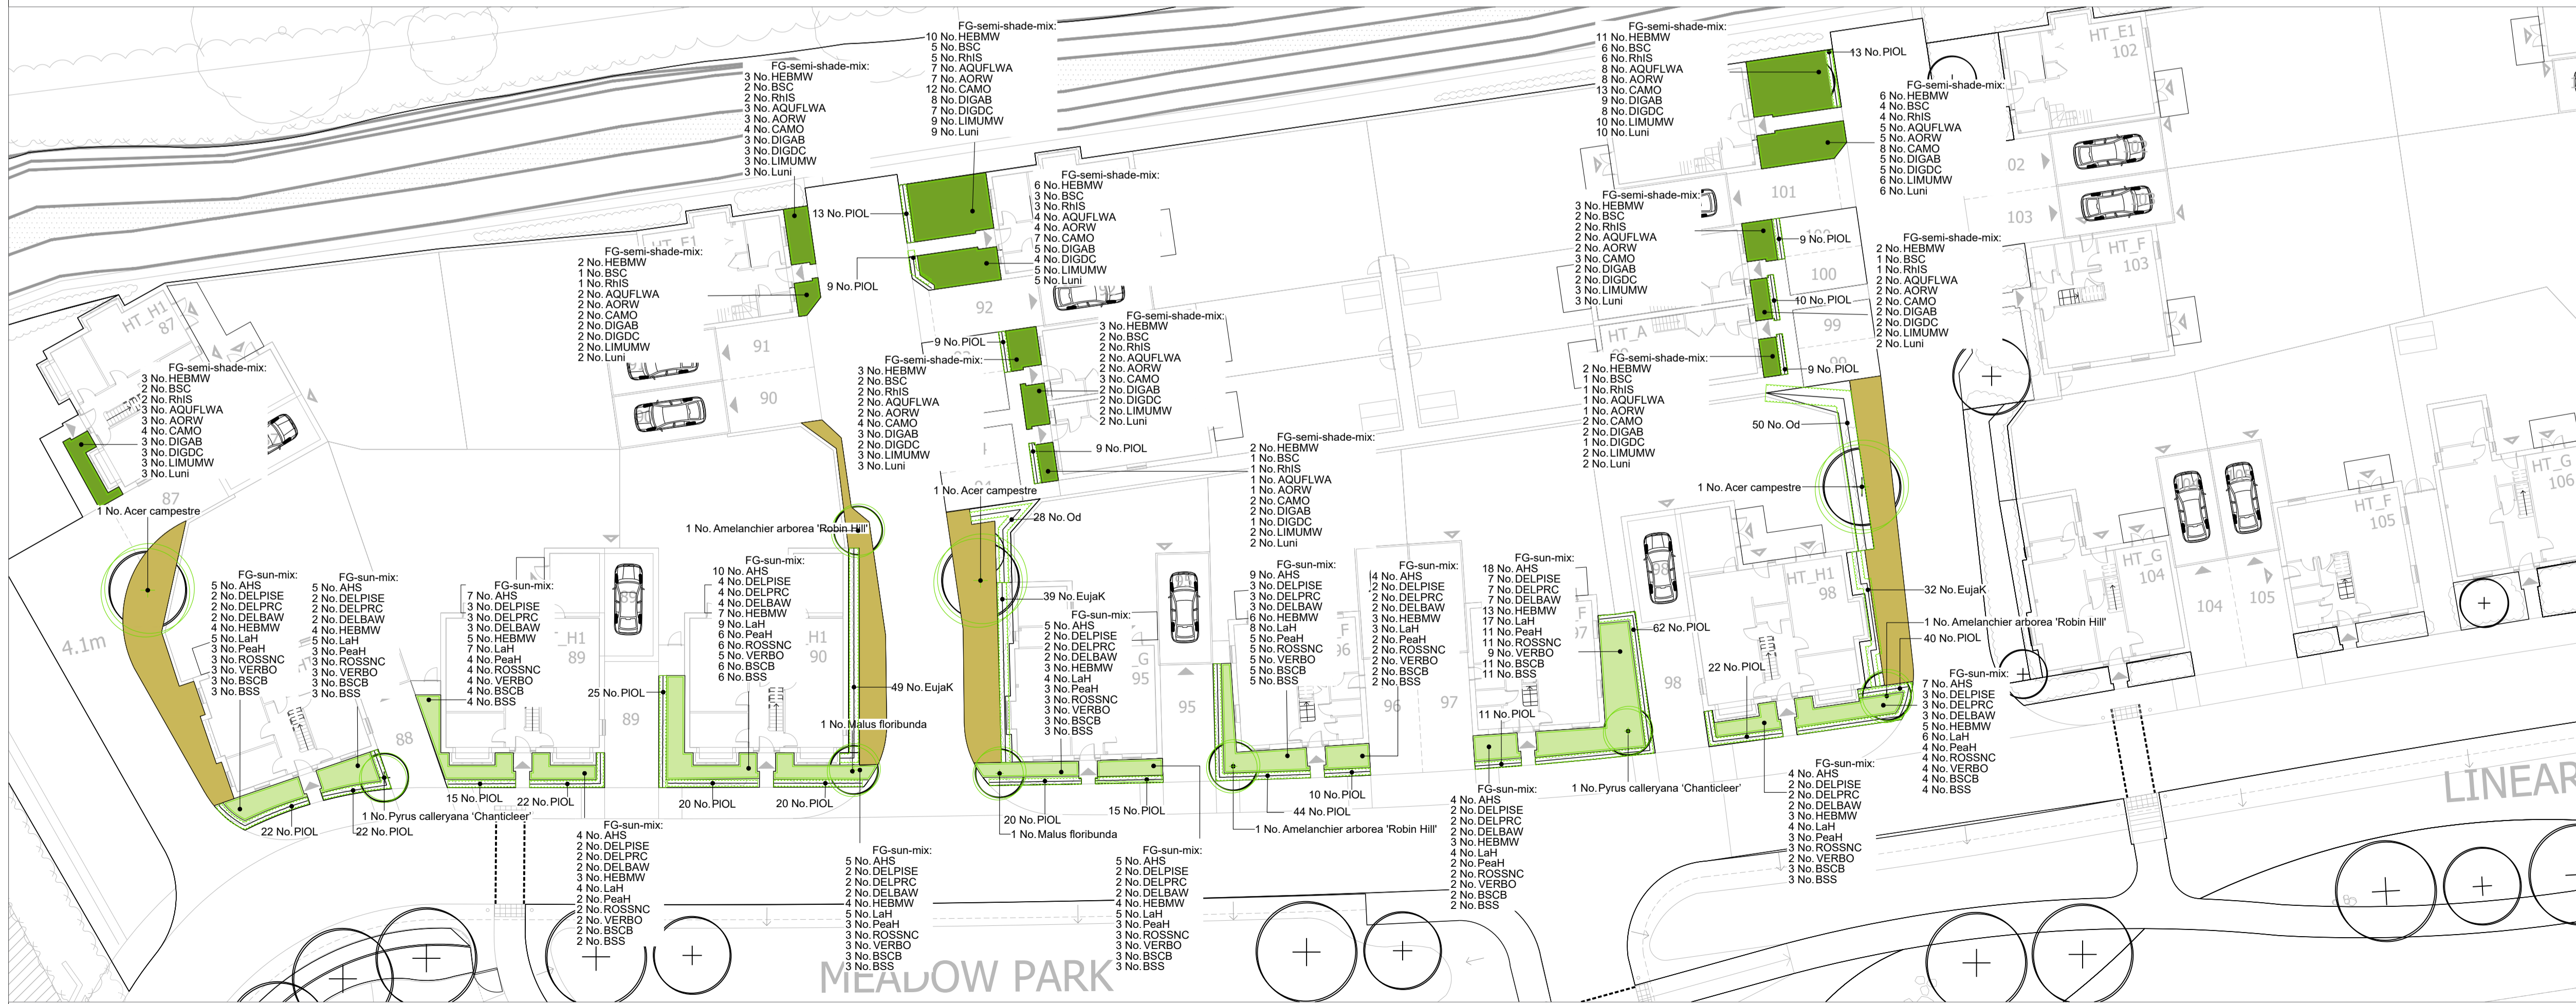 FG-semi-shade-mix:
10 No. HEBMW
5 No. BSC
5 No. RhIS
7 No. AQUFLWA
7 No. AORW
12 No. CAMO
8 No. DIGAB
7 No. DIGDC
9 No. LIMUMW
9 No. Luni
FG-semi-shade-mix:
3 No. HEBMW
2 No. BSC
2 No. RhIS
3 No. AQUFLWA
3 No. AORW
4 No. CAMO
3 No. DIGAB
3 No. DIGDC
3 No. LIMUMW
3 No. Luni
FG-semi-shade-mix:
11 No. HEBMW
6 No. BSC
6 No. RhIS
8 No. AQUFLWA
8 No. AORW
13 No. CAMO
9 No. DIGAB
8 No. DIGDC
10 No. LIMUMW
10 No. Luni
13 No. PIOL
HT_E1
102
FG-semi-shade-mix:
6 No. HEBMW
4 No. BSC
4 No. RhIS
5 No. AQUFLWA
5 No. AORW
8 No. CAMO
5 No. DIGAB
5 No. DIGDC
6 No. LIMUMW
6 No. Luni
02
103
101
FG-semi-shade-mix:
6 No. HEBMW
3 No. BSC
3 No. RhIS
4 No. AQUFLWA
4 No. AORW
7 No. CAMO
5 No. DIGAB
4 No. DIGDC
5 No. LIMUMW
5 No. Luni
13 No. PIOL
9 No. PIOL
92
FG-semi-shade-mix:
2 No. HEBMW
1 No. BSC
1 No. RhIS
2 No. AQUFLWA
2 No. AORW
2 No. CAMO
2 No. DIGAB
2 No. DIGDC
2 No. LIMUMW
2 No. Luni
91
90
FG-semi-shade-mix:
3 No. HEBMW
2 No. BSC
2 No. RhIS
2 No. AQUFLWA
2 No. AORW
3 No. CAMO
2 No. DIGAB
2 No. DIGDC
3 No. LIMUMW
3 No. Luni
9 No. PIOL
100
10 No. PIOL
99
9 No. PIOL
FG-semi-shade-mix:
2 No. HEBMW
1 No. BSC
1 No. RhIS
2 No. AQUFLWA
2 No. AORW
2 No. CAMO
2 No. DIGAB
2 No. DIGDC
2 No. LIMUMW
2 No. Luni
HT_F
103
HT_H1
87
FG-semi-shade-mix:
3 No. HEBMW
2 No. BSC
2 No. RhIS
3 No. AQUFLWA
3 No. AORW
4 No. CAMO
3 No. DIGAB
3 No. DIGDC
3 No. LIMUMW
3 No. Luni
87
1 No. Acer campestre
9 No. PIOL
FG-semi-shade-mix:
3 No. HEBMW
2 No. BSC
2 No. RhIS
2 No. AQUFLWA
2 No. AORW
4 No. CAMO
3 No. DIGAB
2 No. DIGDC
3 No. LIMUMW
3 No. Luni
FG-semi-shade-mix:
3 No. HEBMW
2 No. BSC
2 No. RhIS
2 No. AQUFLWA
2 No. AORW
3 No. CAMO
2 No. DIGAB
2 No. DIGDC
2 No. LIMUMW
2 No. Luni
9 No. PIOL
HT_A
FG-semi-shade-mix:
2 No. HEBMW
1 No. BSC
1 No. RhIS
1 No. AQUFLWA
1 No. AORW
2 No. CAMO
2 No. DIGAB
1 No. DIGDC
2 No. LIMUMW
2 No. Luni
FG-semi-shade-mix:
2 No. HEBMW
1 No. BSC
1 No. RhIS
1 No. AQUFLWA
1 No. AORW
2 No. CAMO
2 No. DIGAB
1 No. DIGDC
2 No. LIMUMW
2 No. Luni
50 No. Od
1 No. Acer campestre
1 No. Acer campestre
28 No. Od
1 No. Amelanchier arborea 'Robin Hill'
4.1m
FG-sun-mix:
5 No. AHS
2 No. DELPISE
2 No. DELPRC
2 No. DELBAW
4 No. HEBMW
5 No. LaH
3 No. PeaH
3 No. ROSSNC
3 No. VERBO
3 No. BSCB
3 No. BSS
FG-sun-mix:
5 No. AHS
2 No. DELPISE
2 No. DELPRC
2 No. DELBAW
4 No. HEBMW
5 No. LaH
3 No. PeaH
3 No. ROSSNC
3 No. VERBO
3 No. BSCB
3 No. BSS
88
FG-sun-mix:
7 No. AHS
3 No. DELPISE
3 No. DELPRC
3 No. DELBAW
5 No. HEBMW
7 No. LaH
4 No. PeaH
4 No. ROSSNC
4 No. VERBO
4 No. BSCB
4 No. BSS
89
89
25 No. PIOL
FG-sun-mix:
10 No. AHS
4 No. DELPISE
4 No. DELPRC
4 No. DELBAW
7 No. HEBMW
9 No. LaH
6 No. PeaH
6 No. ROSSNC
5 No. VERBO
6 No. BSCB
6 No. BSS
90
49 No. EujaK
1 No. Malus floribunda
39 No. EujaK
FG-sun-mix:
5 No. AHS
2 No. DELPISE
2 No. DELPRC
2 No. DELBAW
3 No. HEBMW
4 No. LaH
3 No. PeaH
3 No. ROSSNC
3 No. VERBO
3 No. BSCB
3 No. BSS
95
95
FG-sun-mix:
9 No. AHS
3 No. DELPISE
3 No. DELPRC
3 No. DELBAW
6 No. HEBMW
8 No. LaH
5 No. PeaH
5 No. ROSSNC
5 No. VERBO
5 No. BSCB
5 No. BSS
FG-sun-mix:
4 No. AHS
2 No. DELPISE
2 No. DELPRC
2 No. DELBAW
3 No. HEBMW
3 No. LaH
2 No. PeaH
2 No. ROSSNC
2 No. VERBO
2 No. BSCB
2 No. BSS
96
97
FG-sun-mix:
18 No. AHS
7 No. DELPISE
7 No. DELPRC
7 No. DELBAW
13 No. HEBMW
17 No. LaH
11 No. PeaH
11 No. ROSSNC
9 No. VERBO
11 No. BSCB
11 No. BSS
62 No. PIOL
98
HT_H1
98
22 No. PIOL
11 No. PIOL
32 No. EujaK
1 No. Amelanchier arborea 'Robin Hill'
40 No. PIOL
FG-sun-mix:
7 No. AHS
3 No. DELPISE
3 No. DELPRC
3 No. DELBAW
5 No. HEBMW
6 No. LaH
4 No. PeaH
4 No. ROSSNC
4 No. VERBO
4 No. BSCB
4 No. BSS
HT_G
104
104
105
HT_F
105
HT_G
106
22 No. PIOL
22 No. PIOL
1 No. Pyrus calleryana 'Chanticleer'
15 No. PIOL
22 No. PIOL
20 No. PIOL
20 No. PIOL
20 No. PIOL
1 No. Malus floribunda
15 No. PIOL
44 No. PIOL
10 No. PIOL
1 No. Amelanchier arborea 'Robin Hill'
1 No. Pyrus calleryana 'Chanticleer'
FG-sun-mix:
4 No. AHS
2 No. DELPISE
2 No. DELPRC
2 No. DELBAW
3 No. HEBMW
4 No. LaH
2 No. PeaH
2 No. ROSSNC
2 No. VERBO
2 No. BSCB
2 No. BSS
FG-sun-mix:
5 No. AHS
2 No. DELPISE
2 No. DELPRC
2 No. DELBAW
4 No. HEBMW
5 No. LaH
3 No. PeaH
3 No. ROSSNC
3 No. VERBO
3 No. BSCB
3 No. BSS
FG-sun-mix:
5 No. AHS
2 No. DELPISE
2 No. DELPRC
2 No. DELBAW
4 No. HEBMW
5 No. LaH
3 No. PeaH
3 No. ROSSNC
3 No. VERBO
3 No. BSCB
3 No. BSS
FG-sun-mix:
4 No. AHS
2 No. DELPISE
2 No. DELPRC
2 No. DELBAW
3 No. HEBMW
4 No. LaH
2 No. PeaH
2 No. ROSSNC
2 No. VERBO
2 No. BSCB
2 No. BSS
FG-sun-mix:
4 No. AHS
2 No. DELPISE
2 No. DELPRC
2 No. DELBAW
3 No. HEBMW
4 No. LaH
3 No. PeaH
3 No. ROSSNC
2 No. VERBO
3 No. BSCB
3 No. BSS
LINEAR
MEADOW PARK